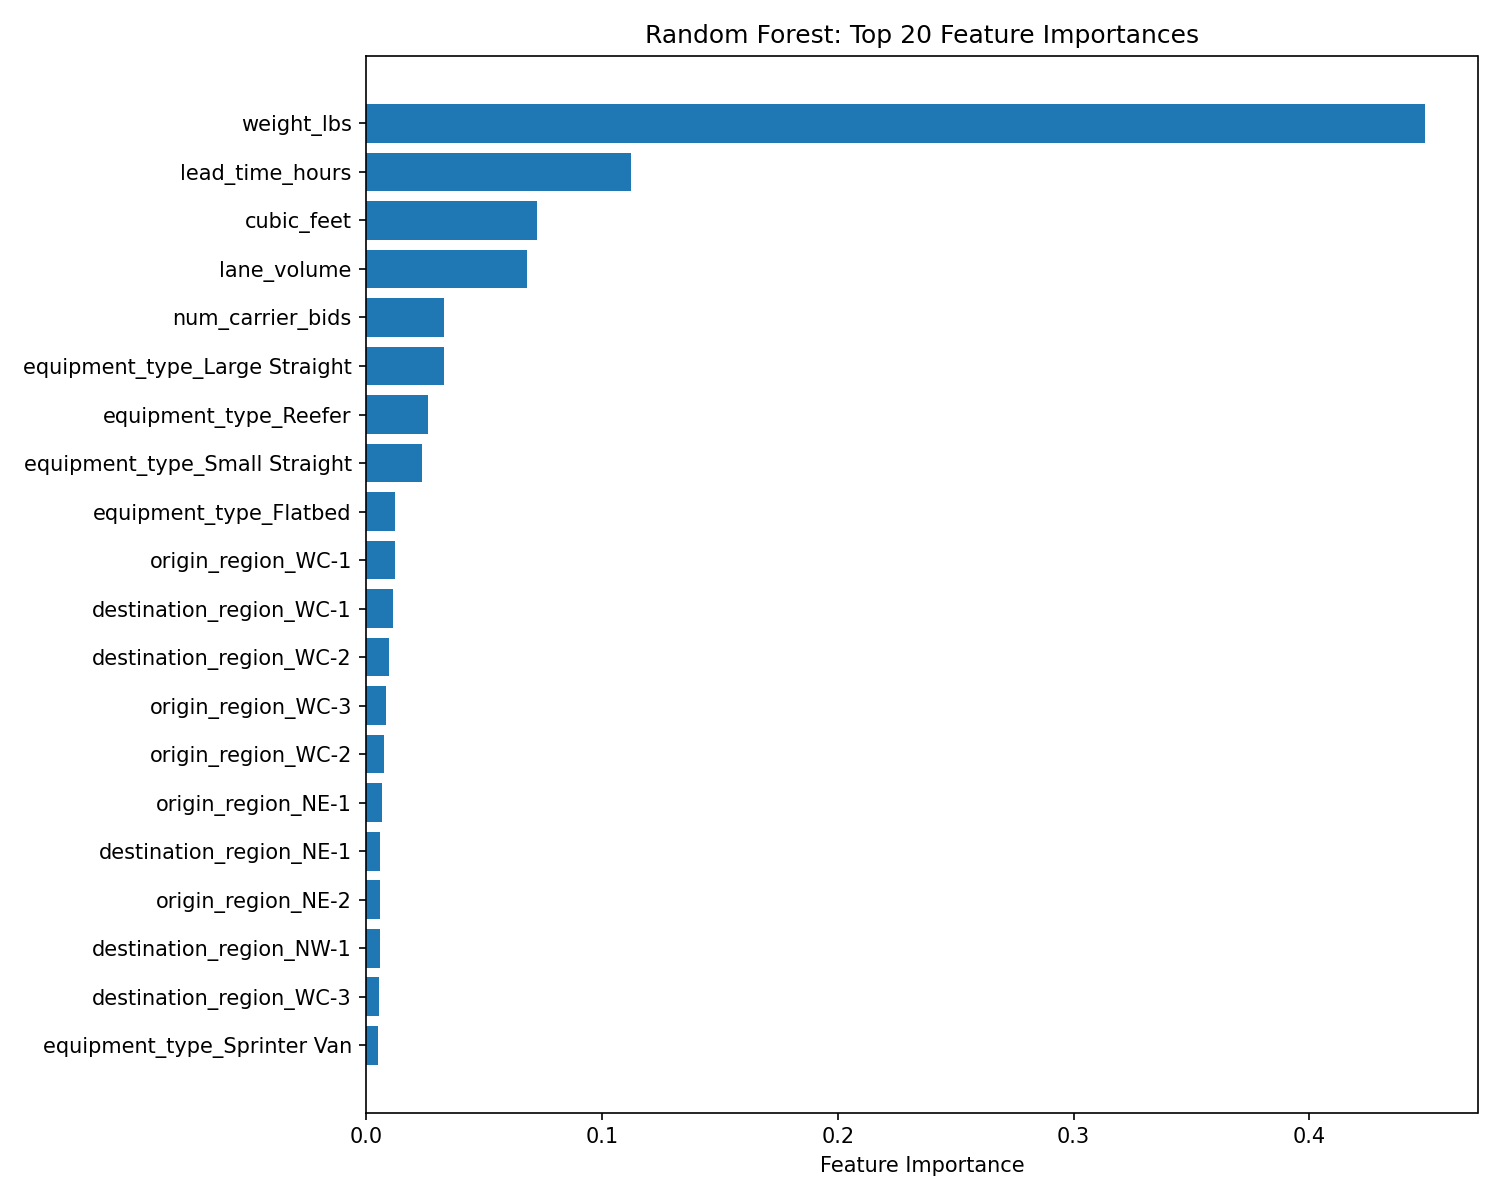 Random Forest: Top 20 Feature Importances
weight_lbs
lead_time_hours
cubic_feet
lane_volume
num_carrier_bids
equipment_type_Large Straight
equipment_type_Reefer
equipment_type_Small Straight
equipment_type_Flatbed
origin_region_WC-1
destination_region_WC-1
destination_region_WC-2
origin_region_WC-3
origin_region_WC-2
origin_region_NE-1
destination_region_NE-1
origin_region_NE-2
destination_region_NW-1
destination_region_WC-3
equipment_type_Sprinter Van
0.0 0.1 0.2 0.3 0.4
Feature Importance